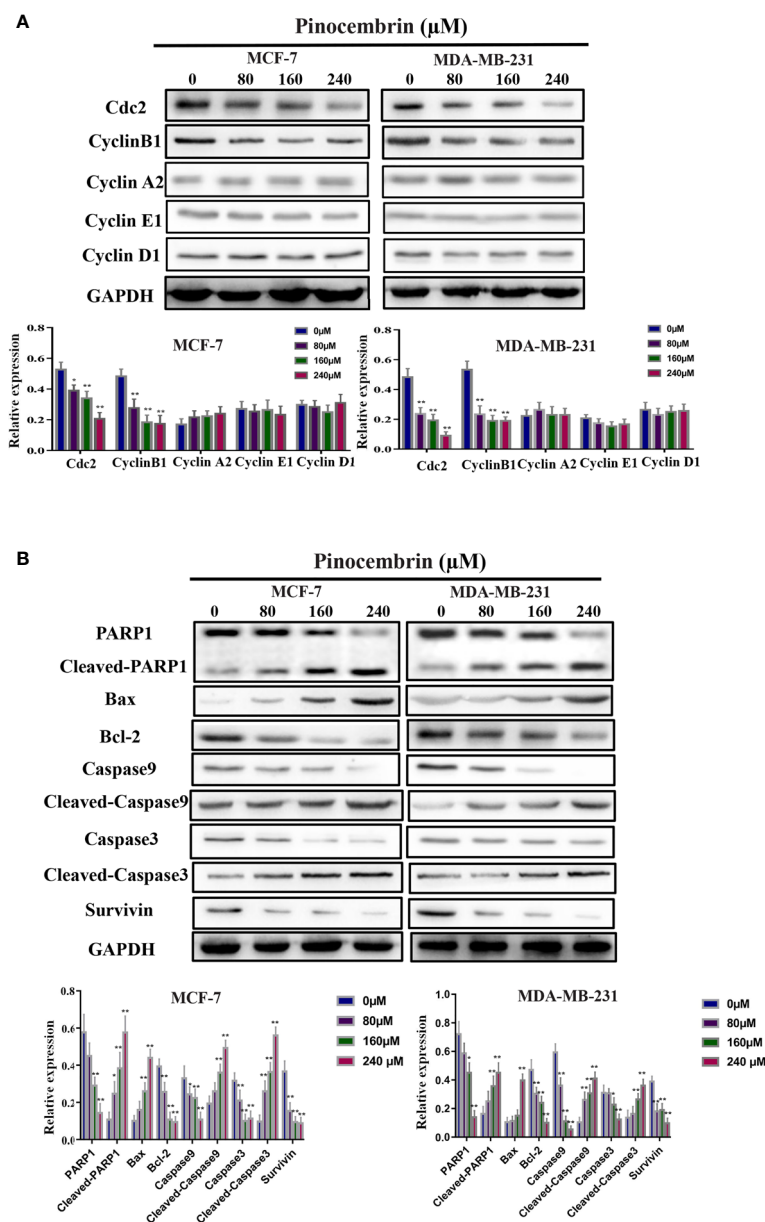 A
Pinocembrin (μM)
MCF-7 MDA-MB-231
0 80 160 240 0 80 160 240
Cdc2
CyclinB1
Cyclin A2
Cyclin E1
Cyclin D1
GAPDH
MCF-7
Relative expression
0.8
0.6
0.4
0.2
0.0
0μM
80μM
160μM
240μM
* ** ** ** ** **
Cdc2 CyclinB1 Cyclin A2 Cyclin E1 Cyclin D1
MDA-MB-231
Relative expression
0.8
0.6
0.4
0.2
0.0
0μM
80μM
160μM
240μM
** ** ** ** ** **
Cdc2 CyclinB1 Cyclin A2 Cyclin E1 Cyclin D1
B
Pinocembrin (μM)
MCF-7 MDA-MB-231
0 80 160 240 0 80 160 240
PARP1
Cleaved-PARP1
Bax
Bcl-2
Caspase9
Cleaved-Caspase9
Caspase3
Cleaved-Caspase3
Survivin
GAPDH
MCF-7
Relative expression
0.8
0.6
0.4
0.2
0.0
0μM
80μM
160μM
240 μM
PARP1
Cleaved-PARP1
Bax
Bcl-2
Caspase9
Cleaved-Caspase9
Caspase3
Cleaved-Caspase3
Survivin
MDA-MB-231
Relative expression
1.0
0.8
0.6
0.4
0.2
0.0
0μM
80μM
160μM
240 μM
PARP1
Cleaved-PARP1
Bax
Bcl-2
Caspase9
Cleaved-Caspase9
Caspase3
Cleaved-Caspase3
Survivin